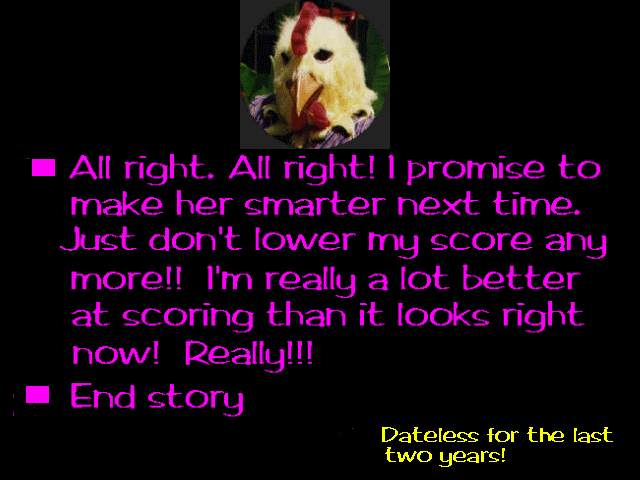 All right. All right! I promise to
make her smarter next time.
Just don't lower my score any
more!! I'm really a lot better
at scoring than it looks right
now! Really!!!
End story
Dateless for the last
two years!